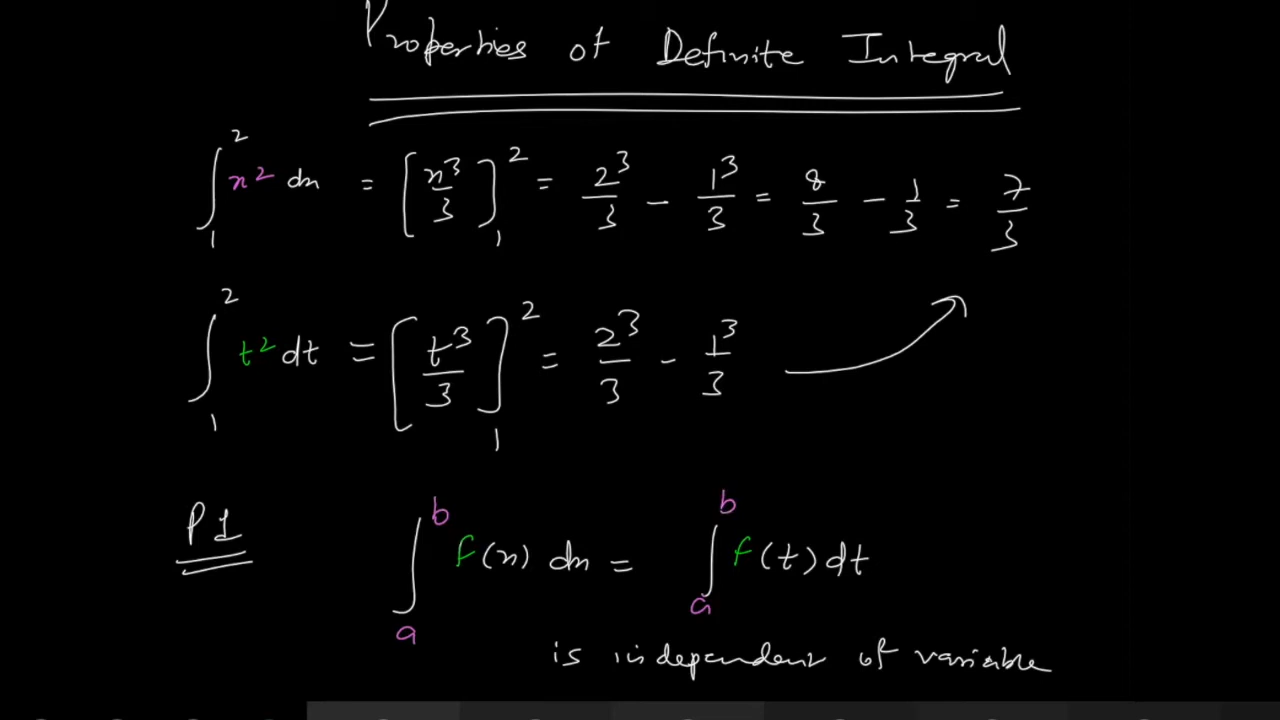 Properties of Definite Integral
∫₁² x² dx = [x³/3]₁² = 2³/3 - 1³/3 = 8/3 - 1/3 = 7/3
∫₁² t² dt = [t³/3]₁² = 2³/3 - 1³/3
P1
∫ₐᵇ f(x) dx = ∫ₐᵇ f(t) dt
is independent of variable